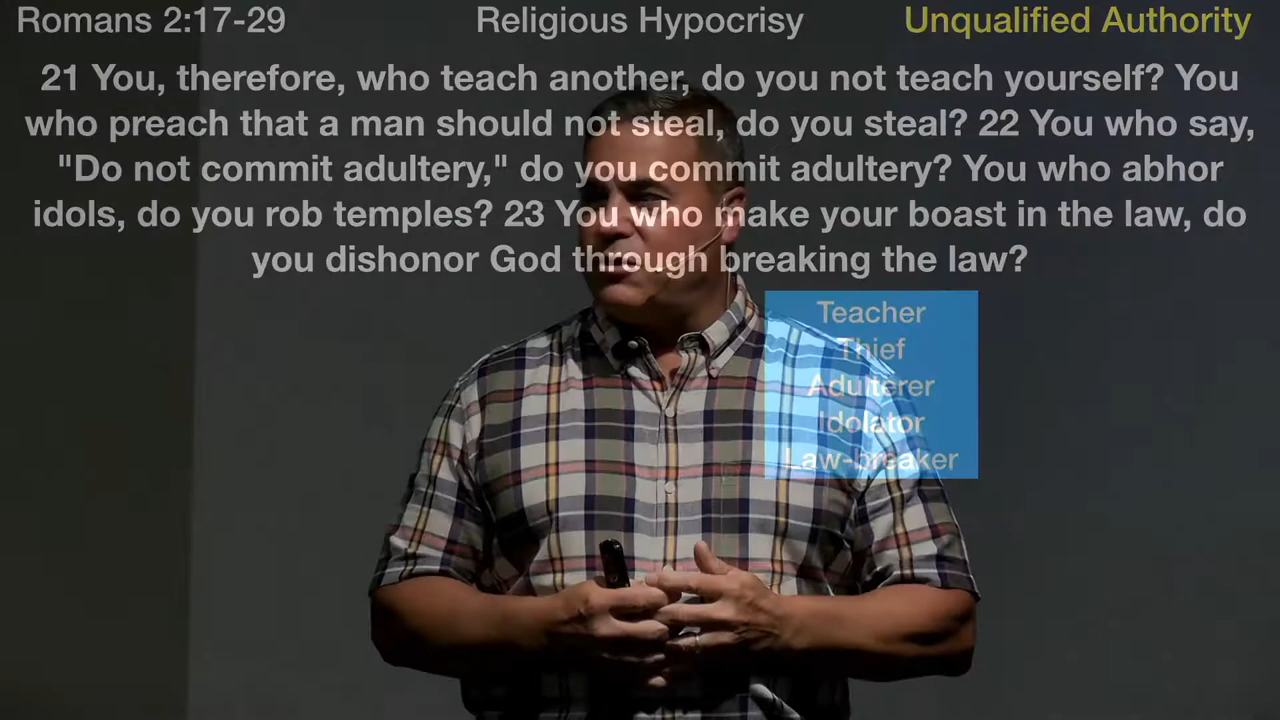 Romans 2:17-29 Religious Hypocrisy Unqualified Authority
21 You, therefore, who teach another, do you not teach yourself? You
who preach that a man should not steal, do you steal? 22 You who say,
"Do not commit adultery," do you commit adultery? You who abhor
idols, do you rob temples? 23 You who make your boast in the law, do
you dishonor God through breaking the law?
Teacher
Thief
Adulterer
Idolator
Law-breaker